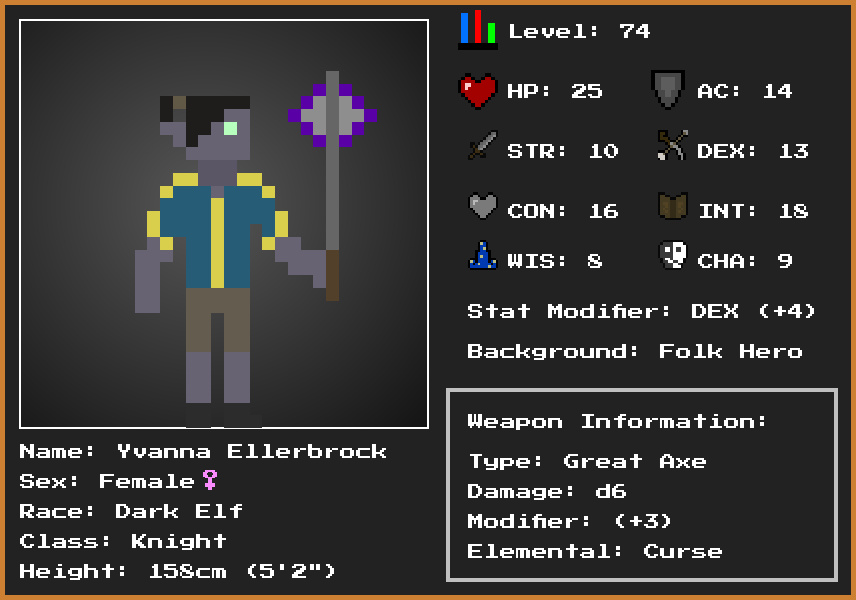 Level: 74
HP: 25
AC: 14
STR: 10
DEX: 13
CON: 16
INT: 18
WIS: 8
CHA: 9
Stat Modifier: DEX (+4)
Background: Folk Hero
Weapon Information:
Type: Great Axe
Damage: d6
Modifier: (+3)
Elemental: Curse
Name: Yvanna Ellerbrock
Sex: Female♀
Race: Dark Elf
Class: Knight
Height: 158cm (5'2")